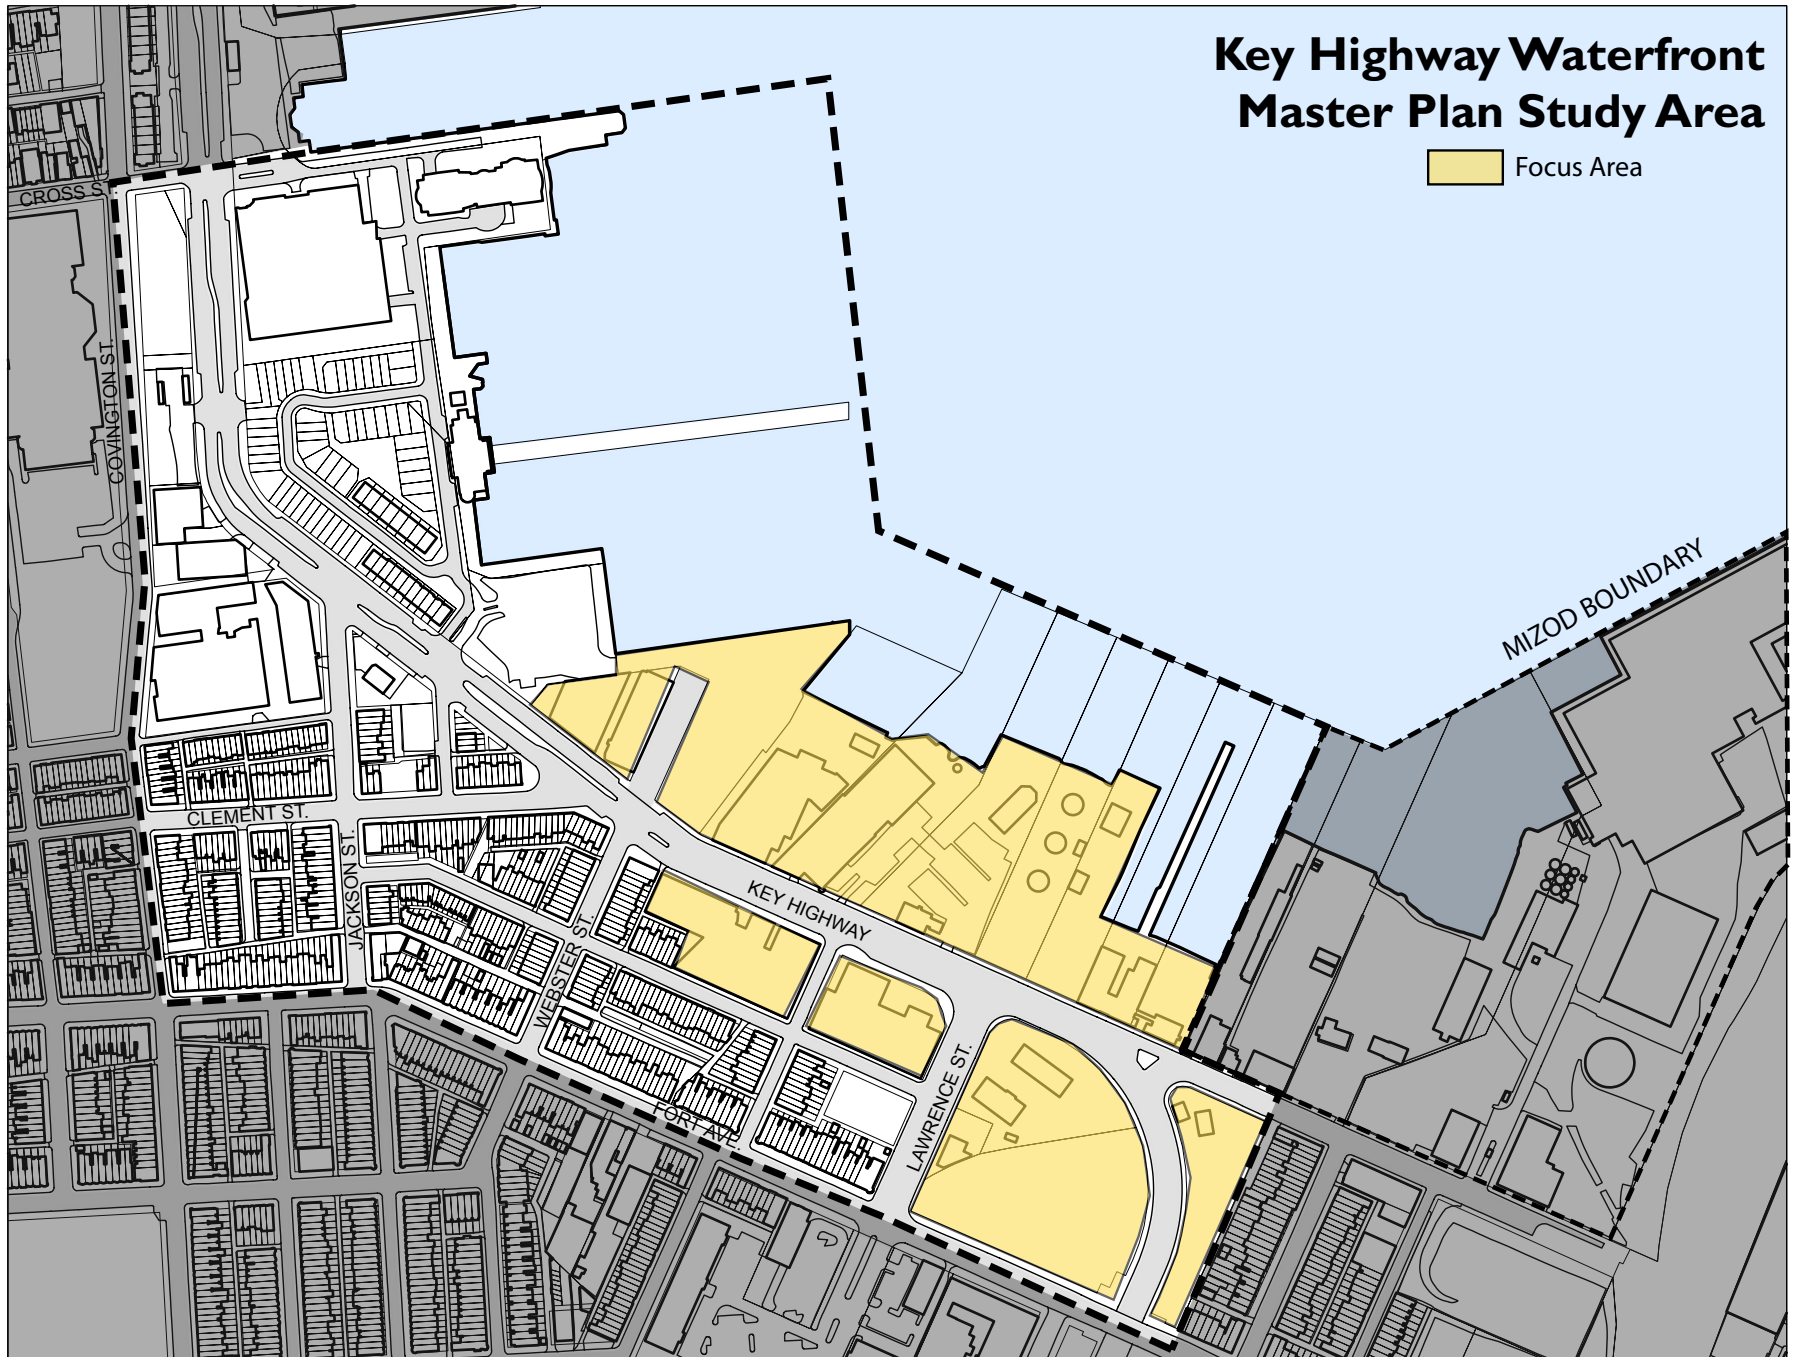 Key Highway Waterfront
Master Plan Study Area
Focus Area
CROSS ST.
COVINGTON ST.
MIZOD BOUNDARY
CLEMENT ST.
JACKSON ST.
KEY HIGHWAY
WEBSTER ST.
LAWRENCE ST.
FORT AVE.